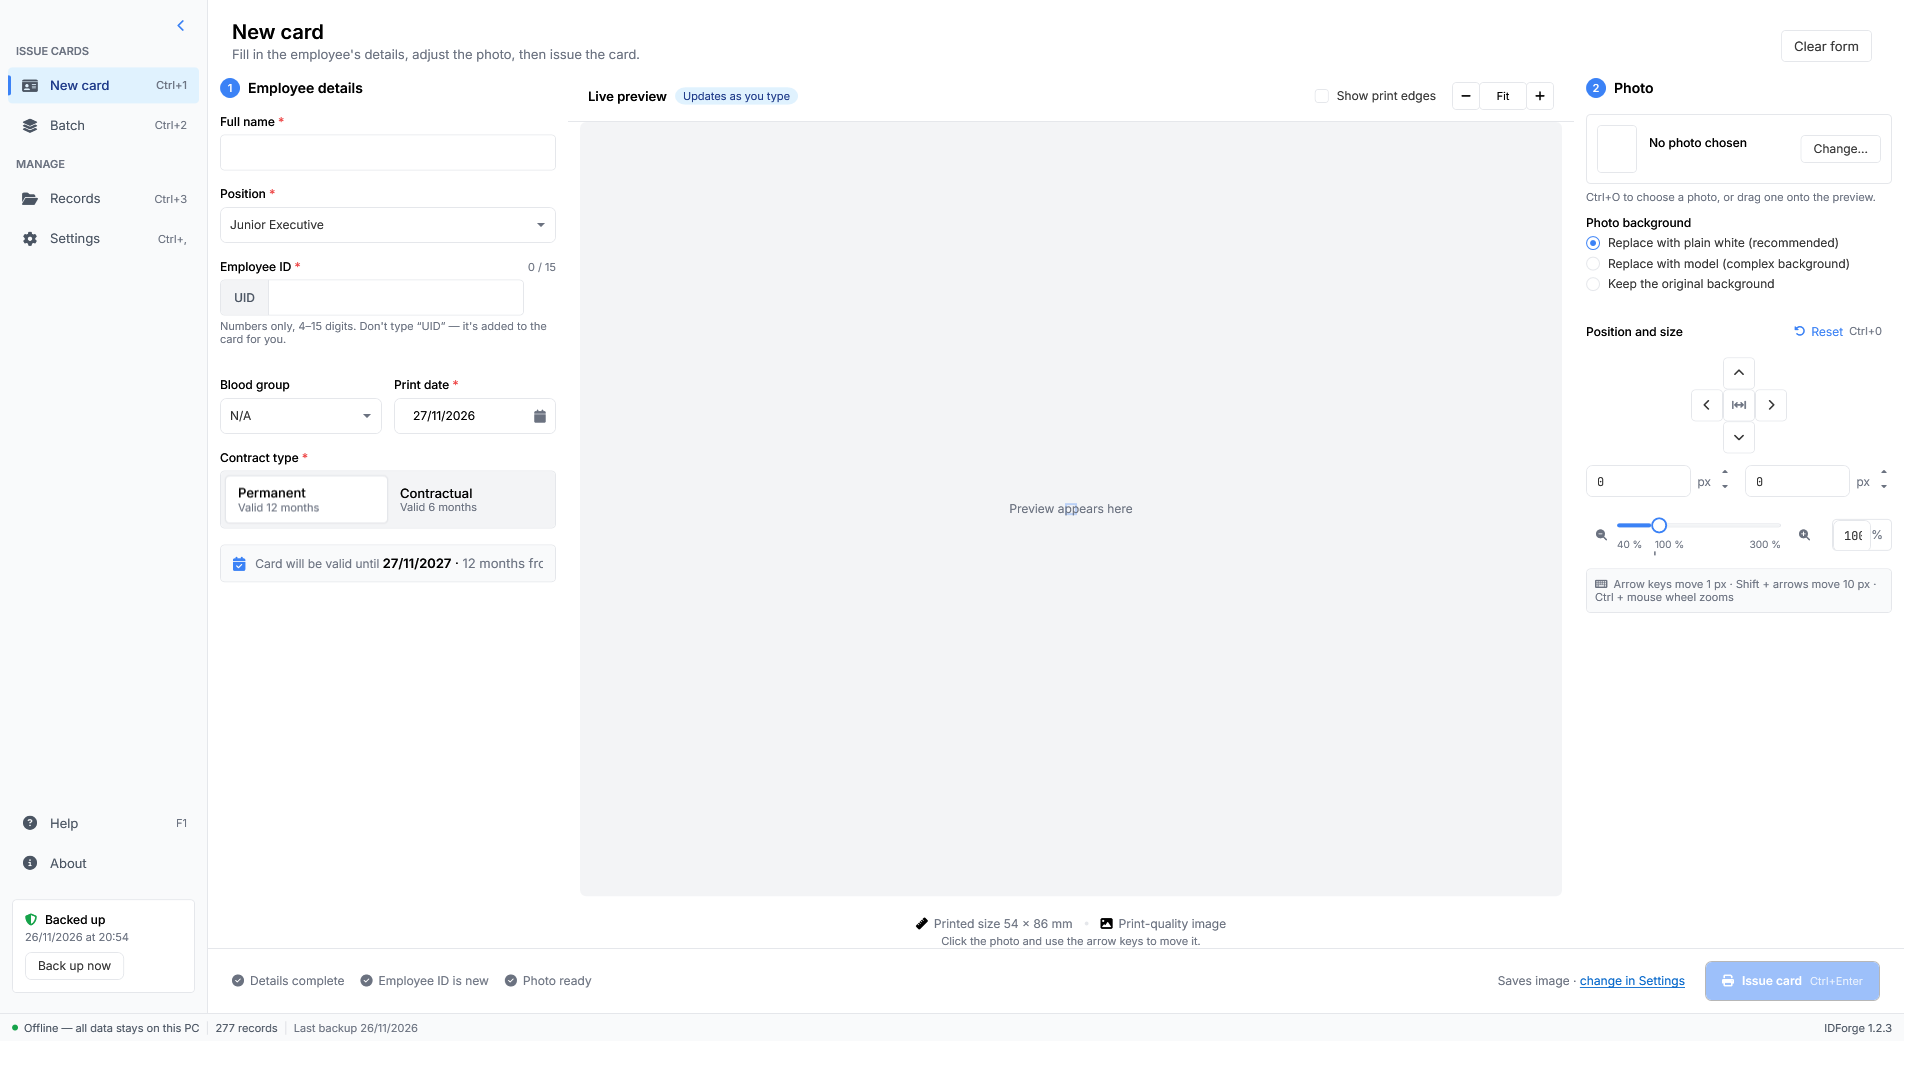 ISSUE CARDS
New card Ctrl+1
Batch Ctrl+2
MANAGE
Records Ctrl+3
Settings Ctrl+,
Help F1
About
Backed up
26/11/2026 at 20:54
Back up now
New card
Fill in the employee's details, adjust the photo, then issue the card.
Clear form
1 Employee details
Full name *
Position *
Junior Executive
Employee ID * 0 / 15
UID
Numbers only, 4–15 digits. Don't type “UID” — it's added to the
card for you.
Blood group Print date *
N/A 27/11/2026
Contract type *
Permanent Contractual
Valid 12 months Valid 6 months
Card will be valid until 27/11/2027 · 12 months
Live preview Updates as you type Show print edges Fit
Preview appears here
Printed size 54 × 86 mm • Print-quality image
Click the photo and use the arrow keys to move it.
2 Photo
No photo chosen Change...
Ctrl+O to choose a photo, or drag one onto the preview.
Photo background
Replace with plain white (recommended)
Replace with model (complex background)
Keep the original background
Position and size Reset Ctrl+0
0 px 0 px
40 % 100 % 300 % %
Arrow keys move 1 px · Shift + arrows move 10 px ·
Ctrl + mouse wheel zooms
Details complete Employee ID is new Photo ready
Saves image · change in Settings Issue card Ctrl+Enter
Offline — all data stays on this PC 277 records Last backup 26/11/2026 IDForge 1.2.3